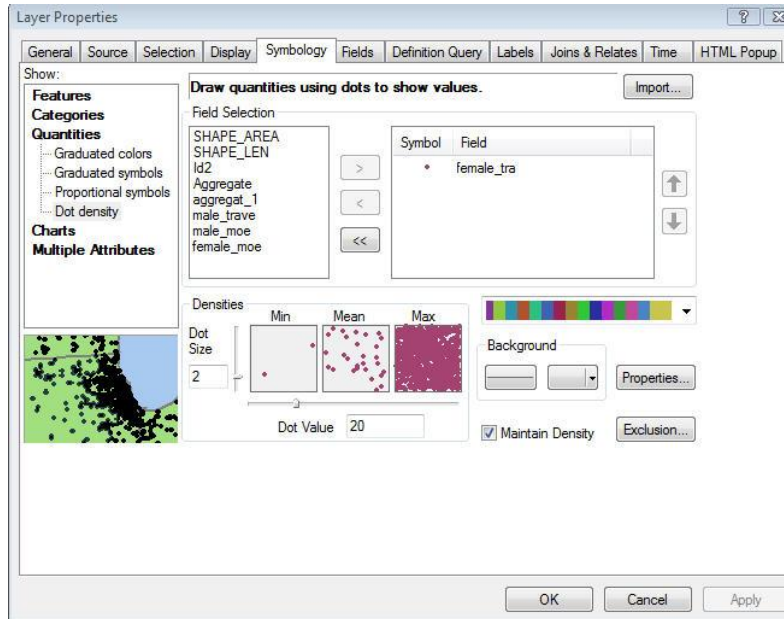 Layer Properties
General Source Selection Display Symbology Fields Definition Query Labels Joins & Relates Time HTML Popup
Show:
Features
Categories
Quantities
Graduated colors
Graduated symbols
Proportional symbols
Dot density
Charts
Multiple Attributes
Draw quantities using dots to show values.
Import...
Field Selection
SHAPE_AREA
SHAPE_LEN
Id2
Aggregate
aggregat_1
male_trave
male_moe
female_moe
>
<
<<
Symbol Field
female_tra
Densities
Min Mean Max
Dot
Size
2
Dot Value 20
Background
Properties...
Maintain Density
Exclusion...
OK Cancel Apply